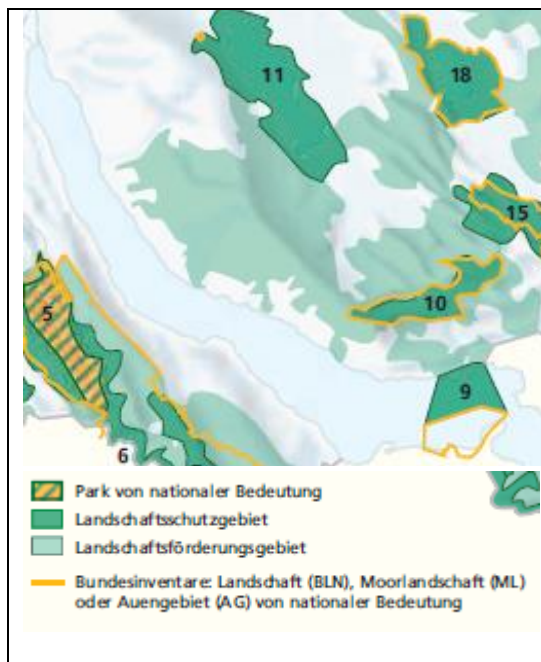 11
18
15
10
5
9
6
Park von nationaler Bedeutung
Landschaftsschutzgebiet
Landschaftsförderungsgebiet
Bundesinventare: Landschaft (BLN), Moorlandschaft (ML)
oder Auengebiet (AG) von nationaler Bedeutung